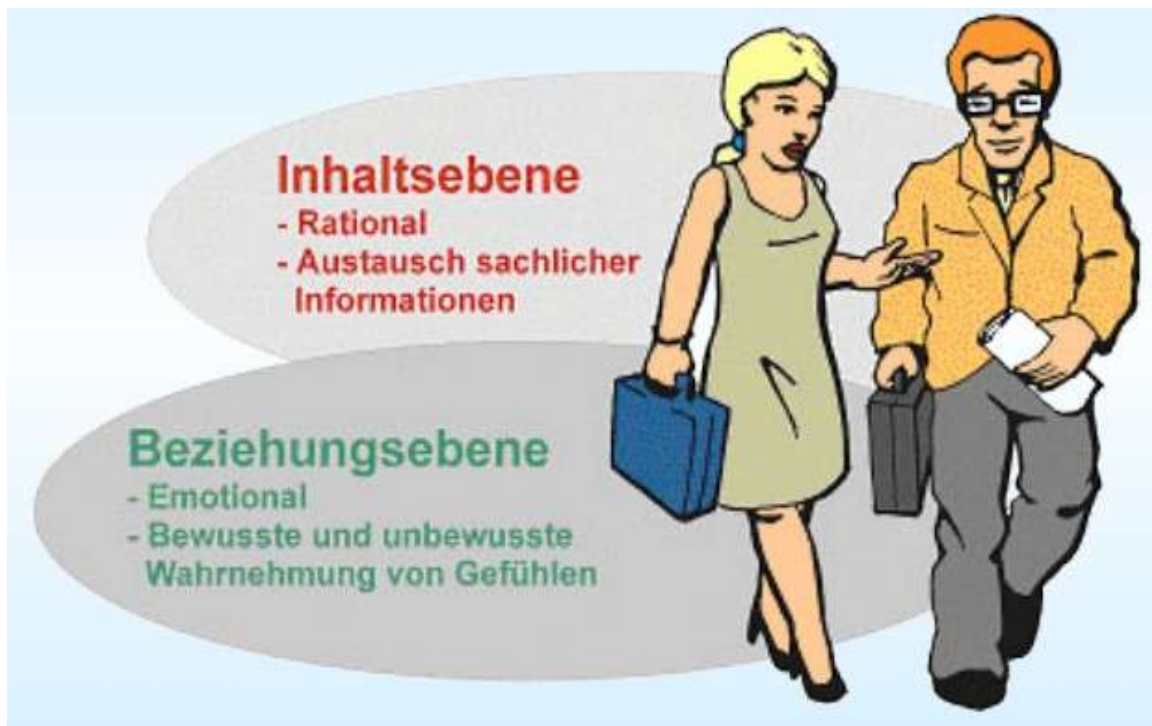 Inhaltsebene
- Rational
- Austausch sachlicher
Informationen
Beziehungsebene
- Emotional
- Bewusste und unbewusste
Wahrnehmung von Gefühlen